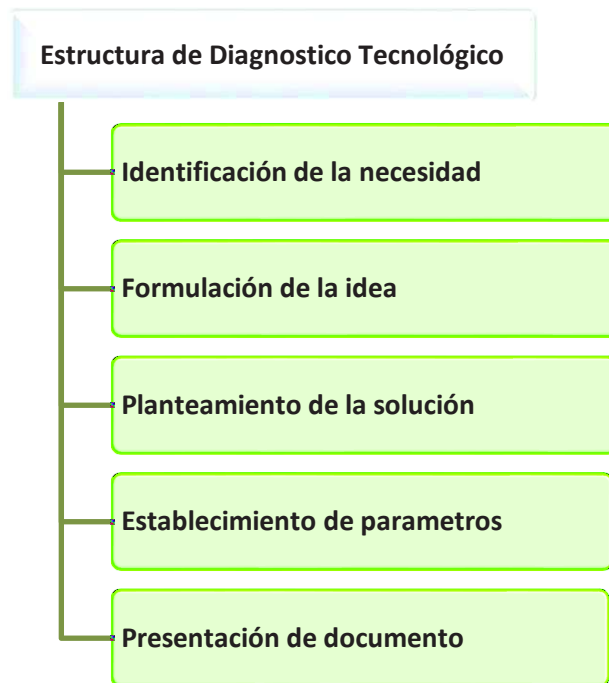 Estructura de Diagnostico Tecnológico
Identificación de la necesidad
Formulación de la idea
Planteamiento de la solución
Establecimiento de parametros
Presentación de documento